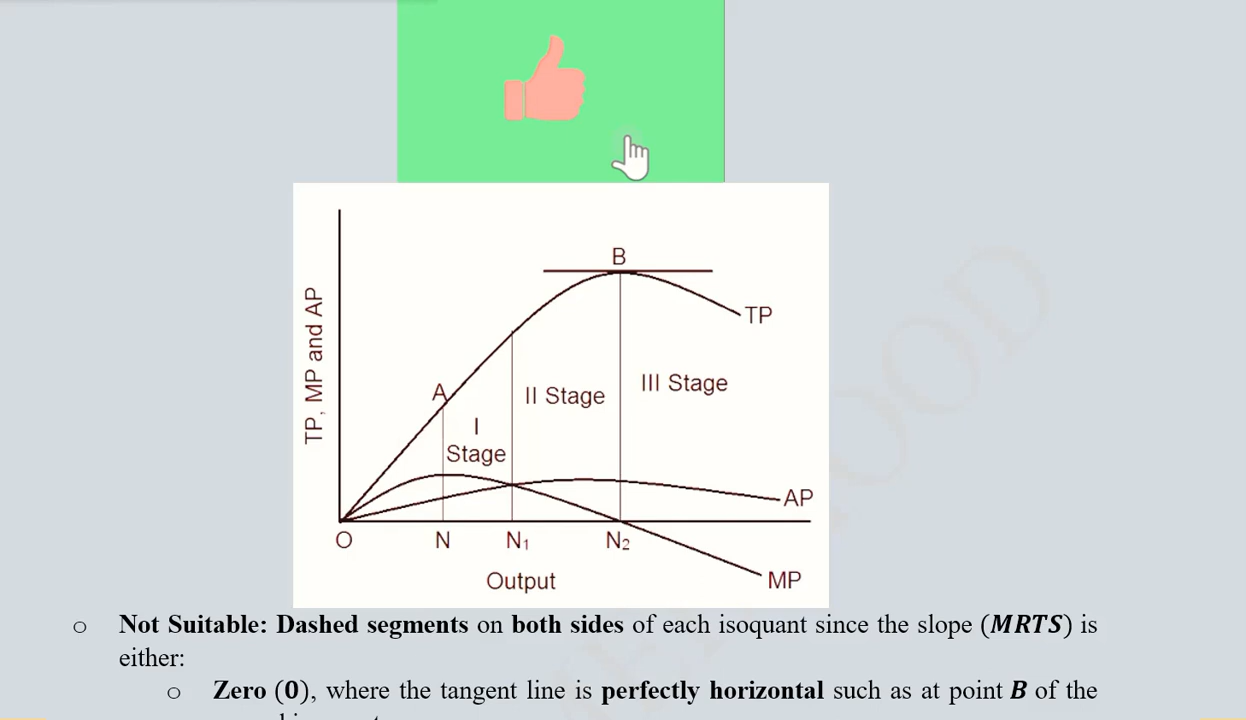 B
TP
TP, MP and AP
III Stage
II Stage
A
I
Stage
AP
O N N₁ N₂
Output
MP
o Not Suitable: Dashed segments on both sides of each isoquant since the slope (MRTS) is
either:
o Zero (0), where the tangent line is perfectly horizontal such as at point B of the